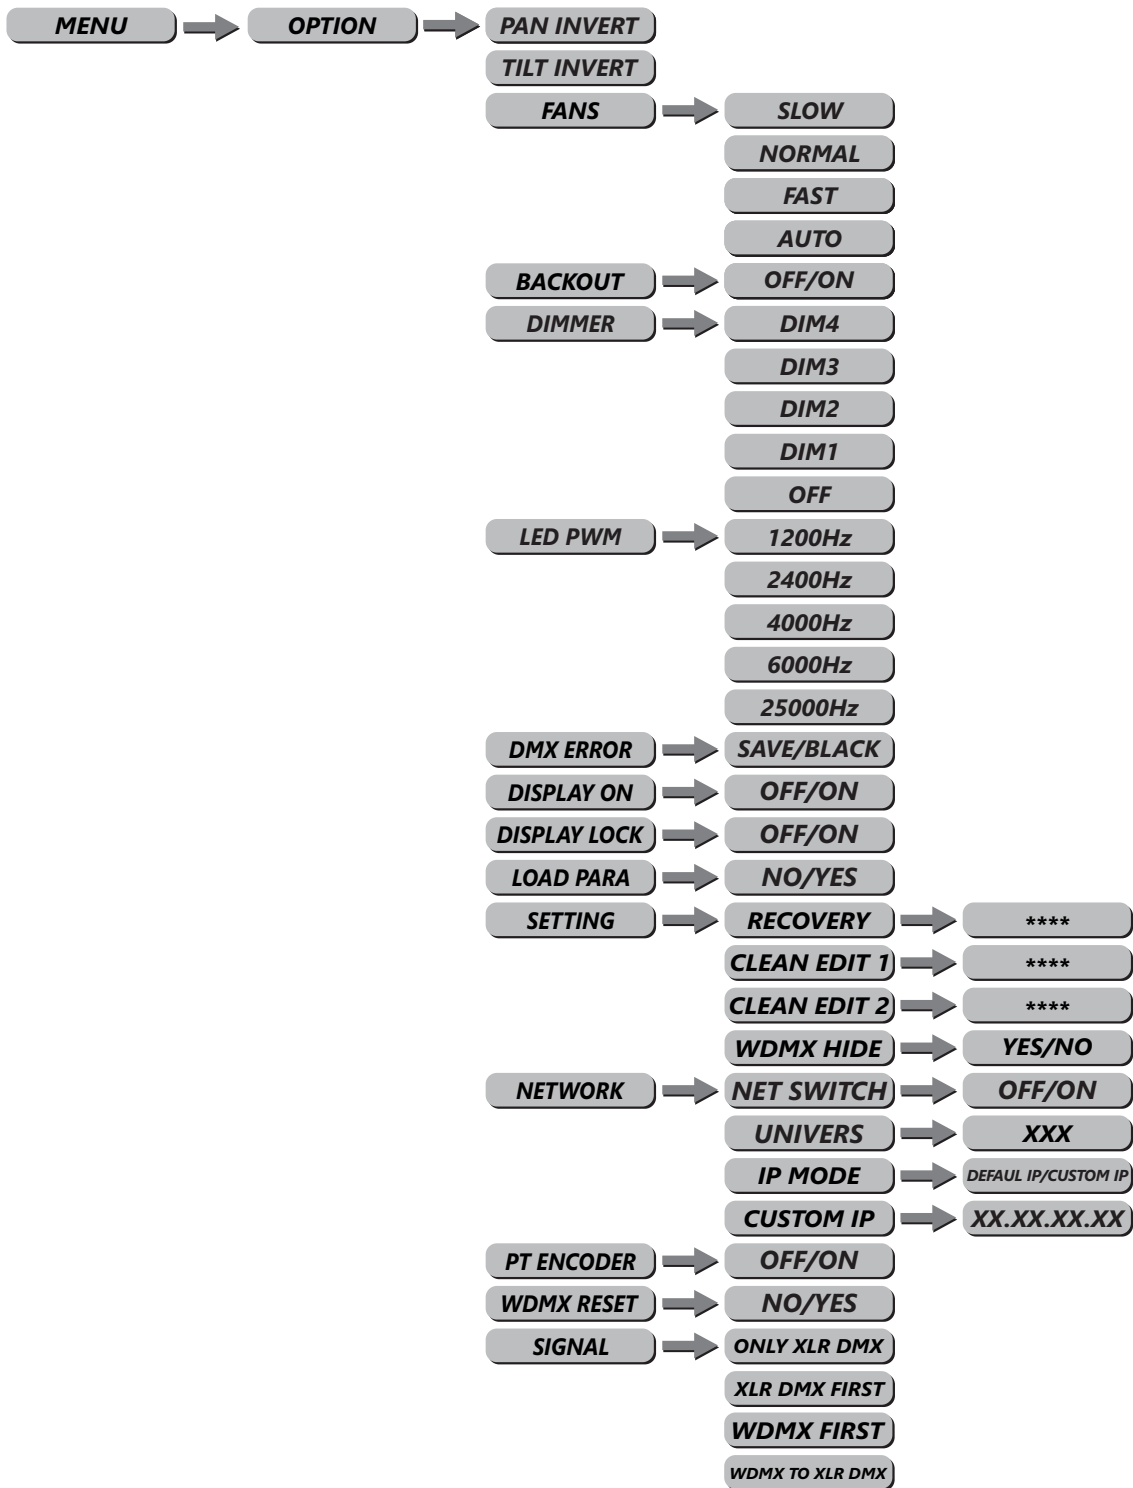 MENU OPTION PAN INVERT
TILT INVERT
FANS SLOW
NORMAL
FAST
AUTO
BACKOUT OFF/ON
DIMMER DIM4
DIM3
DIM2
DIM1
OFF
LED PWM 1200Hz
2400Hz
4000Hz
6000Hz
25000Hz
DMX ERROR SAVE/BLACK
DISPLAY ON OFF/ON
DISPLAY LOCK OFF/ON
LOAD PARA NO/YES
SETTING RECOVERY ****
CLEAN EDIT 1 ****
CLEAN EDIT 2 ****
WDMX HIDE YES/NO
NETWORK NET SWITCH OFF/ON
UNIVERS XXX
IP MODE DEFAUL IP/CUSTOM IP
CUSTOM IP XX.XX.XX.XX
PT ENCODER OFF/ON
WDMX RESET NO/YES
SIGNAL ONLY XLR DMX
XLR DMX FIRST
WDMX FIRST
WDMX TO XLR DMX